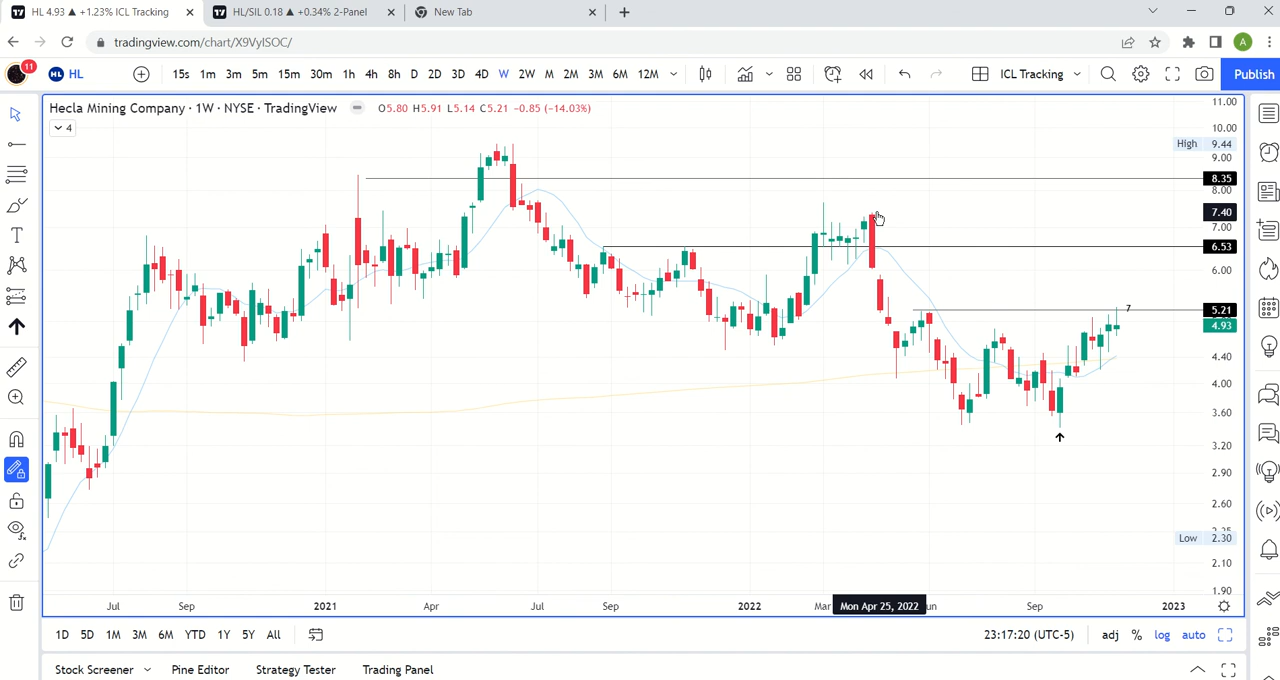 HL 4.93 ▲ +1.23% ICL Tracking
HL/SIL 0.18 ▲ +0.34% 2-Panel
New Tab
tradingview.com/chart/X9VylSOC/
A
11
HL
15s 1m 3m 5m 15m 30m 1h 4h 8h D 2D 3D 4D W 2W M 2M 3M 6M 12M
ICL Tracking
Publish
Hecla Mining Company · 1W · NYSE · TradingView
O5.80 H5.91 L5.14 C5.21 −0.85 (−14.03%)
4
11.00
10.00
High 9.44
9.00
8.35
8.00
7.40
7.00
6.53
6.00
7
5.21
4.93
4.40
4.00
3.60
3.20
2.90
2.60
Low 2.30
2.10
1.90
Jul Sep 2021 Apr Jul Sep 2022 Mar Mon Apr 25, 2022 un Sep 2023
1D 5D 1M 3M 6M YTD 1Y 5Y All
23:17:20 (UTC-5)
adj % log auto
Stock Screener Pine Editor Strategy Tester Trading Panel